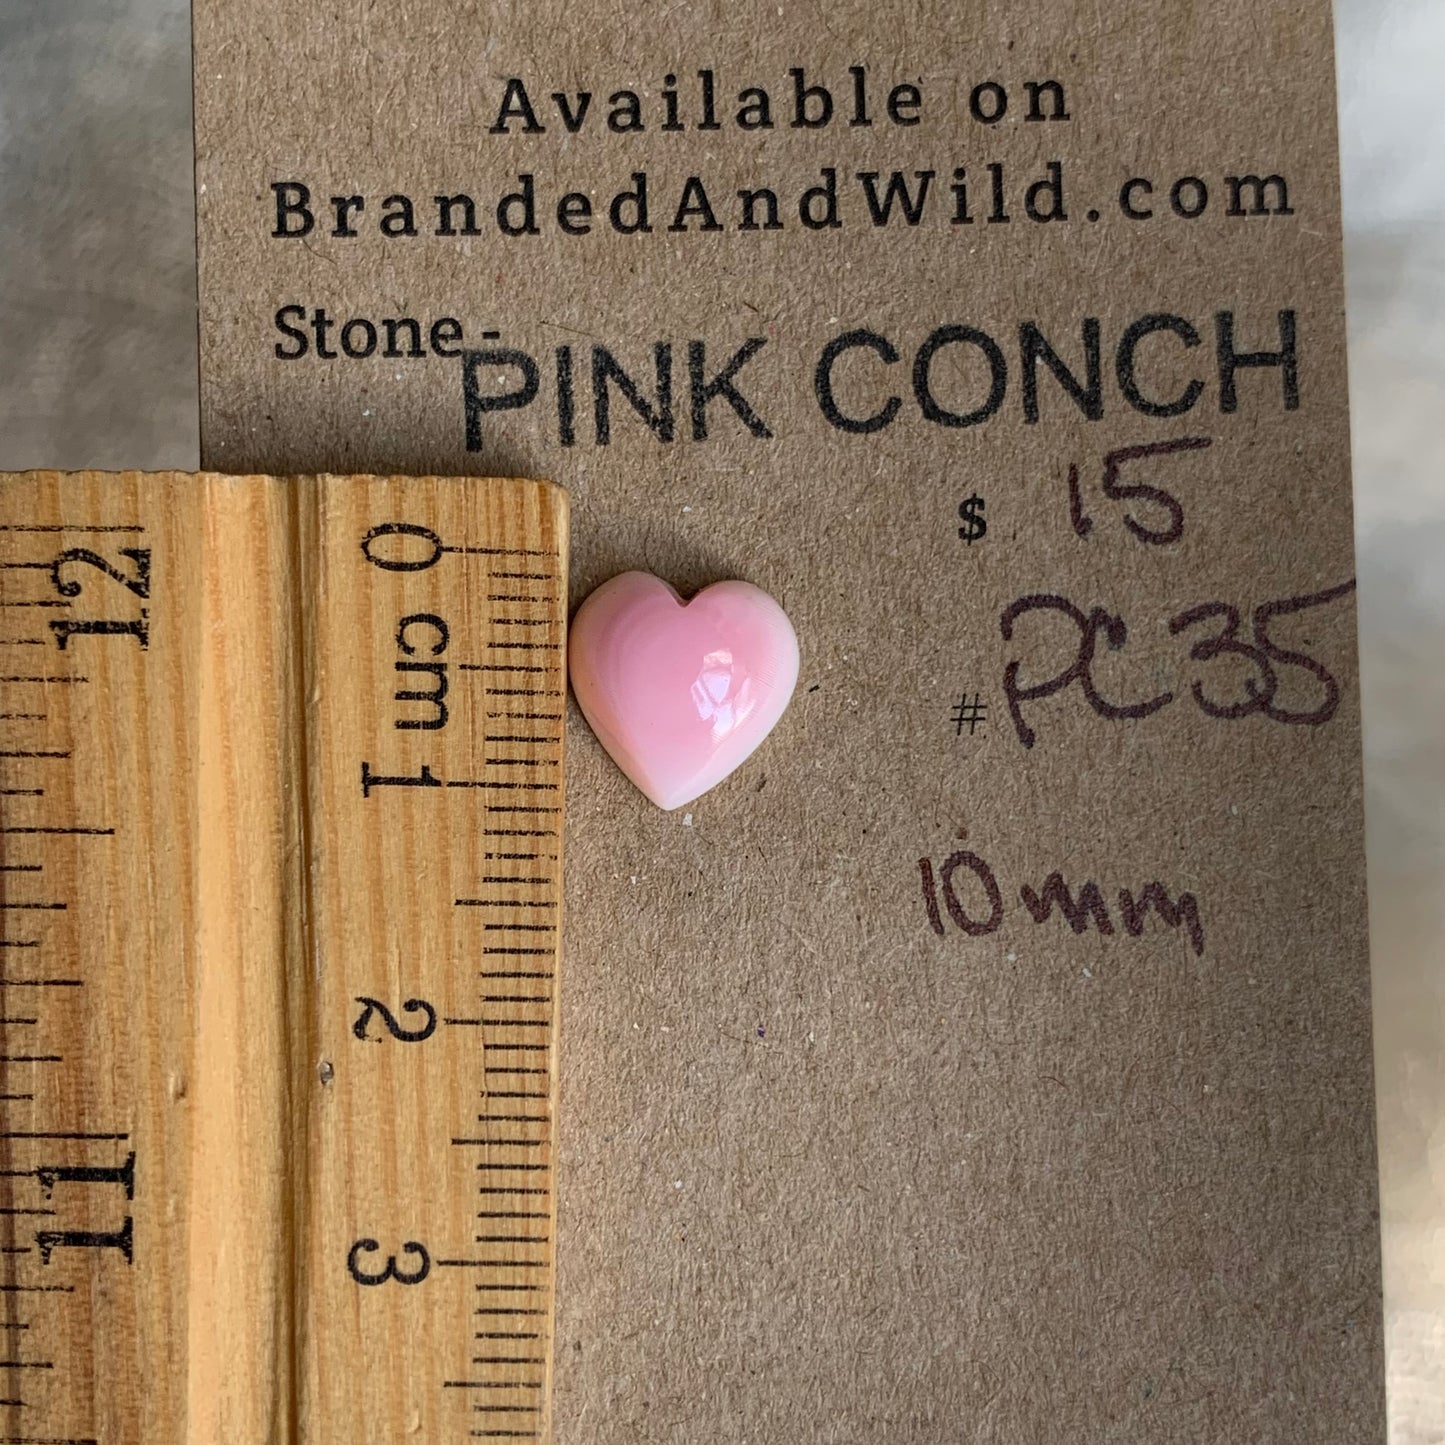 Available on
BrandedAndWild.com
Stone - PINK CONCH
$ 15
# PC35
10mm
0 cm 1 2 3
12 11